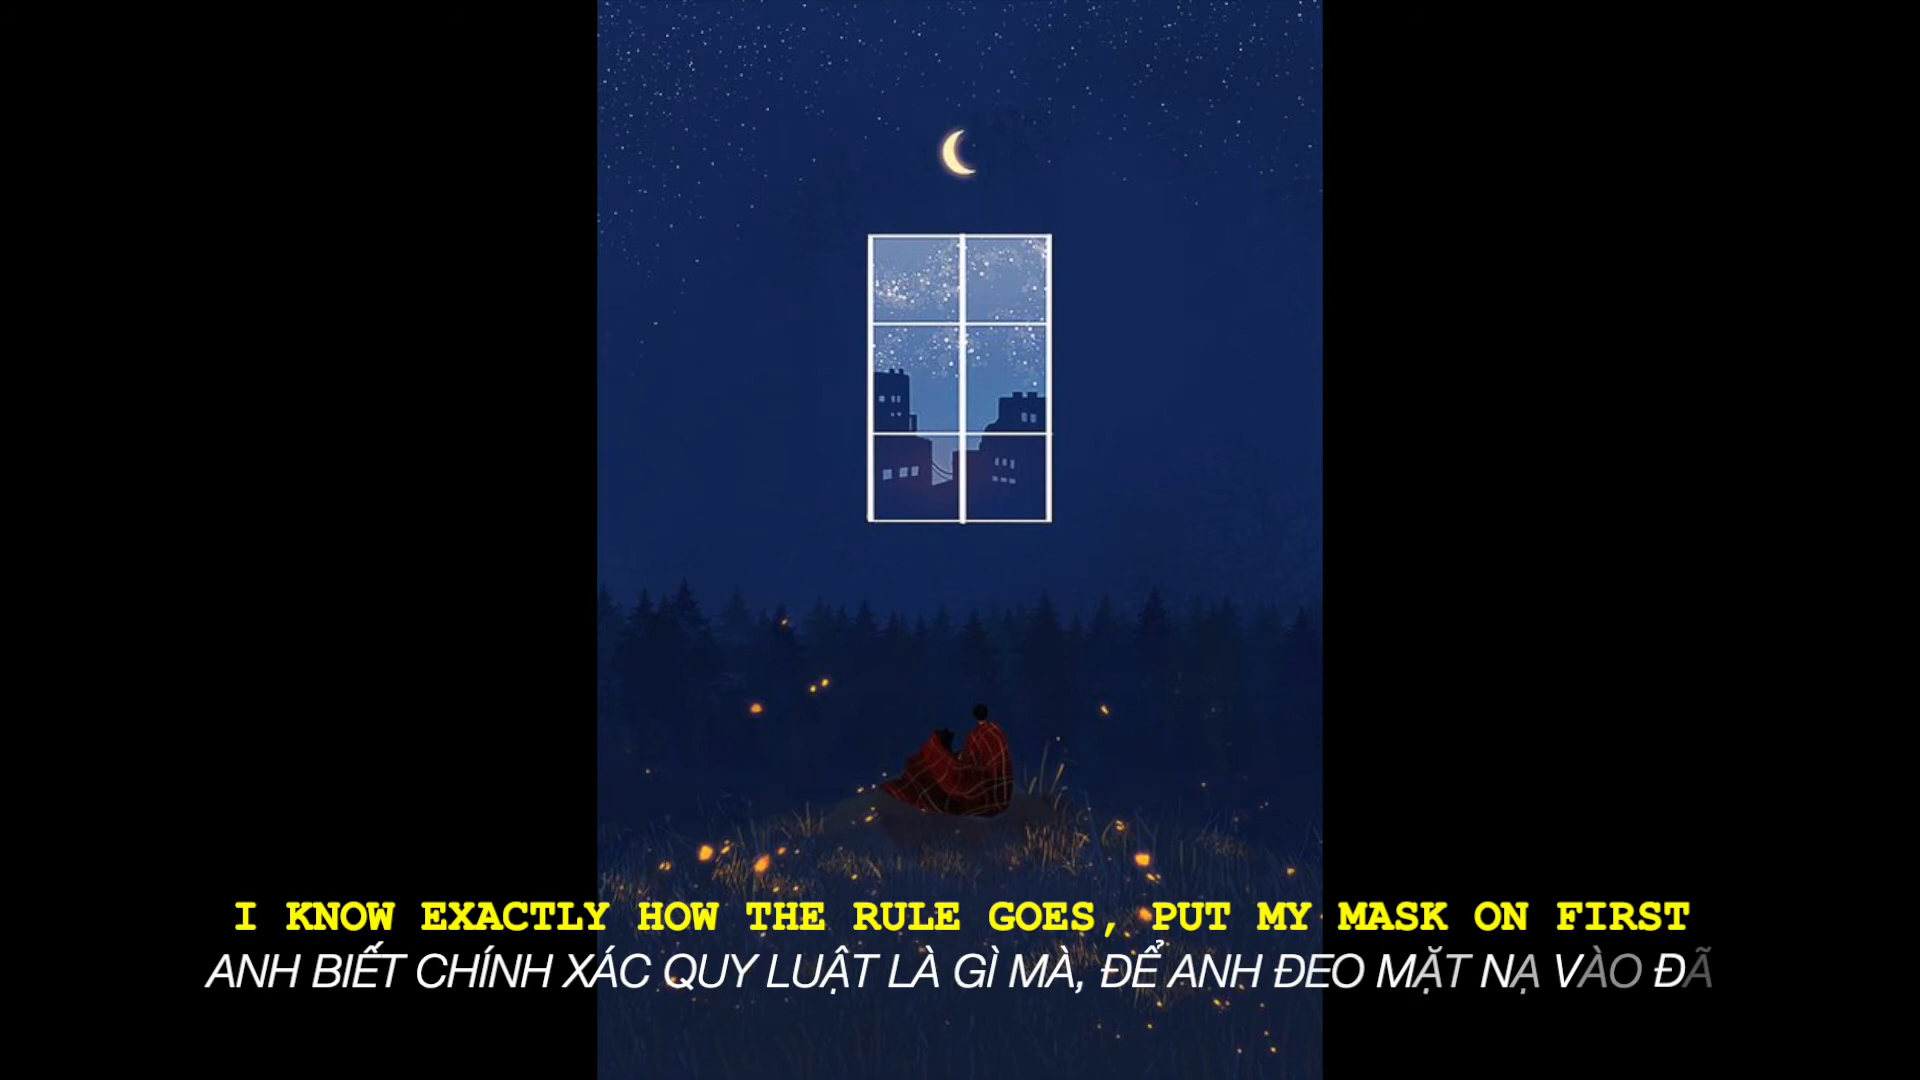 I KNOW EXACTLY HOW THE RULE GOES, PUT MY MASK ON FIRST
ANH BIẾT CHÍNH XÁC QUY LUẬT LÀ GÌ MÀ, ĐỂ ANH ĐEO MẶT NẠ VÀO ĐÃ